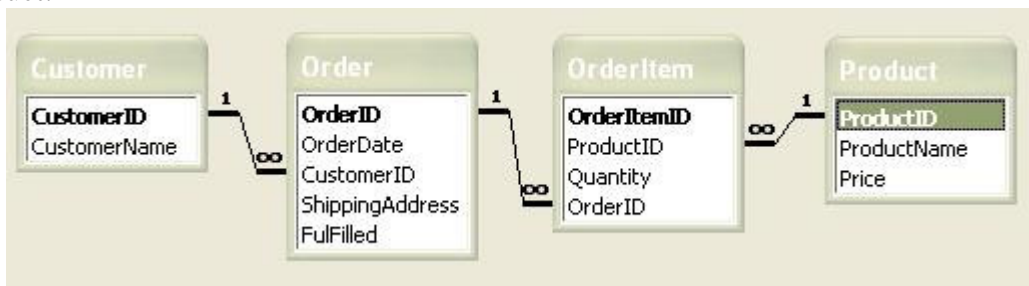 Customer
CustomerID
CustomerName
1
∞
Order
OrderID
OrderDate
CustomerID
ShippingAddress
FulFilled
1
∞
OrderItem
OrderItemID
ProductID
Quantity
OrderID
∞
1
Product
ProductID
ProductName
Price